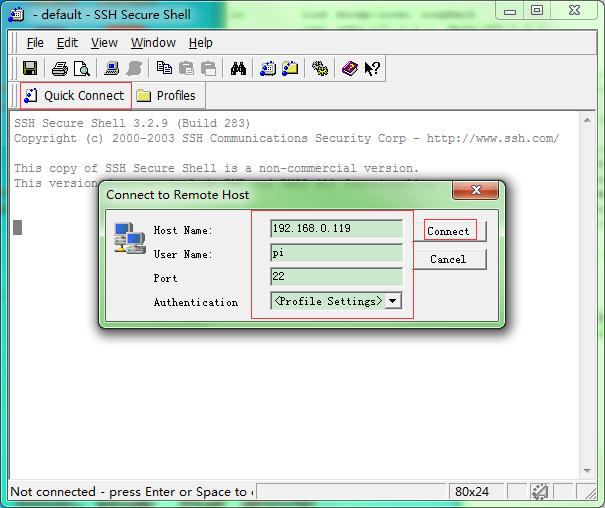 - default - SSH Secure Shell
File Edit View Window Help
Quick Connect Profiles
SSH Secure Shell 3.2.9 (Build 283)
Copyright (c) 2000-2003 SSH Communications Security Corp - http://www.ssh.com/
This copy of SSH Secure Shell is a non-commercial version.
This version
Connect to Remote Host
Host Name: 192.168.0.119 Connect
User Name: pi Cancel
Port 22
Authentication <Profile Settings>
Not connected - press Enter or Space to 80x24